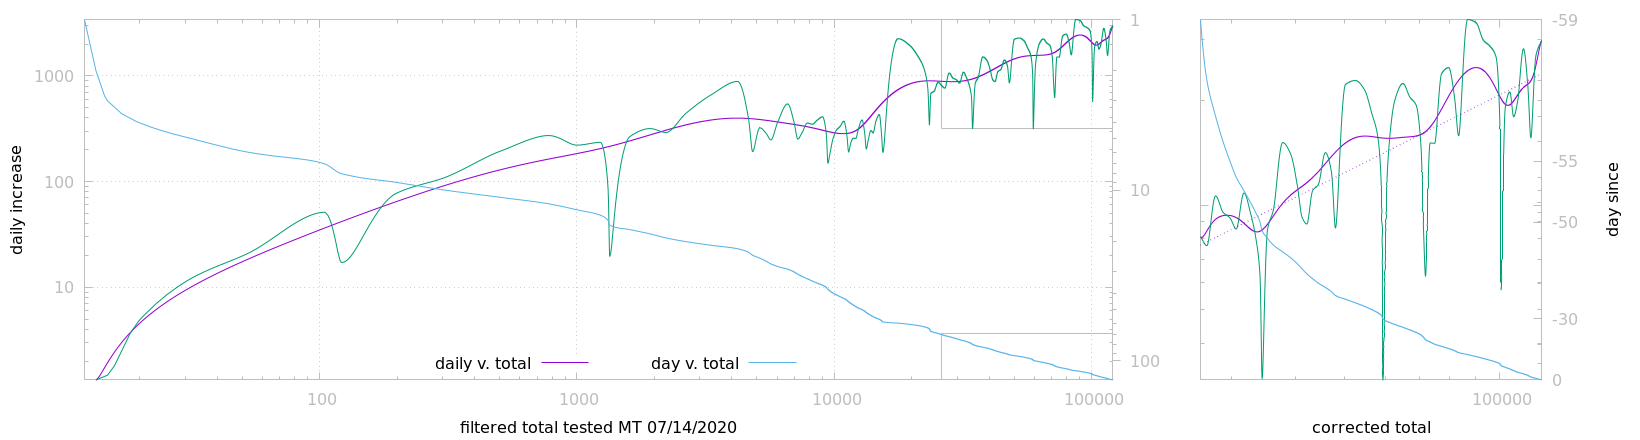 daily increase
1000
100
10
100
1000
10000
100000
filtered total tested MT 07/14/2020
daily v. total
day v. total
1
10
100
100000
corrected total
-59
-55
-50
-30
0
day since